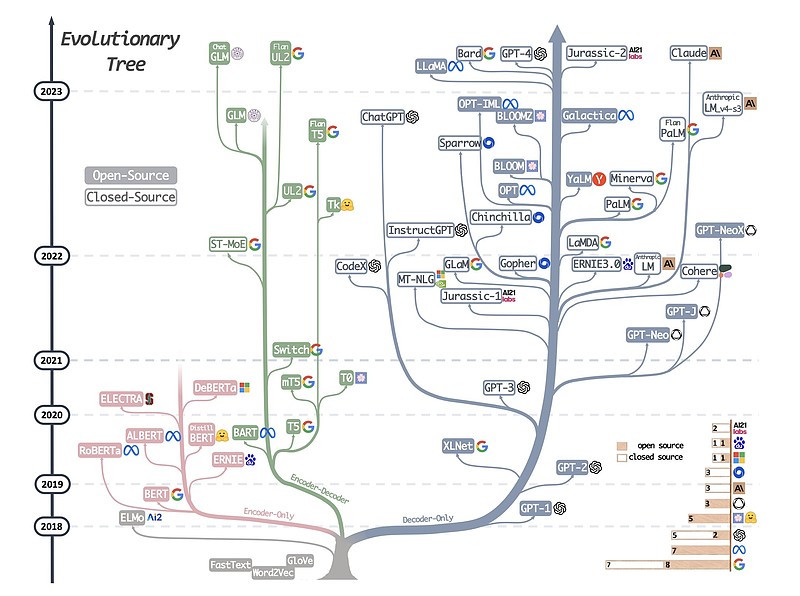 Evolutionary
Tree
2023
2022
2021
2020
2019
2018
Open-Source
Closed-Source
Chat
GLM
Flan
UL2
GLM
Flan
T5
UL2
Tk
ST-MoE
Switch
mT5
T0
BART
T5
DeBERTa
ELECTRA
Distill
BERT
ALBERT
RoBERTa
ERNIE
BERT
ELMo
Ai2
FastText
Word2Vec
GloVe
Encoder-Only
Encoder-Decoder
Decoder-Only
LLaMA
Bard
GPT-4
Jurassic-2
AI21
labs
Claude
A\
OPT-IML
BLOOMZ
Galactica
Anthropic
LM_v4-s3
A\
ChatGPT
Flan
PaLM
Sparrow
BLOOM
YaLM
Y
Minerva
OPT
PaLM
Chinchilla
InstructGPT
GPT-NeoX
LaMDA
CodeX
GLaM
Gopher
ERNIE3.0
Anthropic
LM
A\
Cohere
MT-NLG
Jurassic-1
AI21
labs
GPT-J
GPT-Neo
GPT-3
XLNet
GPT-2
GPT-1
open source
closed source
2
AI21
labs
1 1
1 1
3
3
A\
3
5
5 2
7
7 8